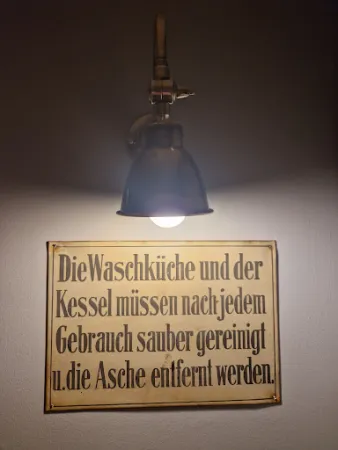 Die Waschküche und der
Kessel müssen nach jedem
Gebrauch sauber gereinigt
u. die Asche entfernt werden.